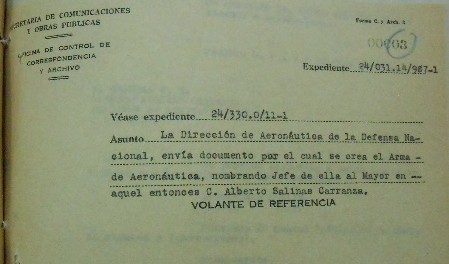 SECRETARIA DE COMUNICACIONES
Y OBRAS PUBLICAS
OFICINA DE CONTROL DE
CORRESPONDENCIA
Y ARCHIVO
Forma C. y Arch. 3
00003
Expediente 24/031.14/957-1
Véase expediente 24/330.0/11-1
Asunto La Dirección de Aeronáutica de la Defensa Na-
cional, envía documento por el cual se crea el Arma -
de Aeronáutica, nombrando Jefe de ella al Mayor en --
aquel entonces C. Alberto Salinas Carranza.
VOLANTE DE REFERENCIA